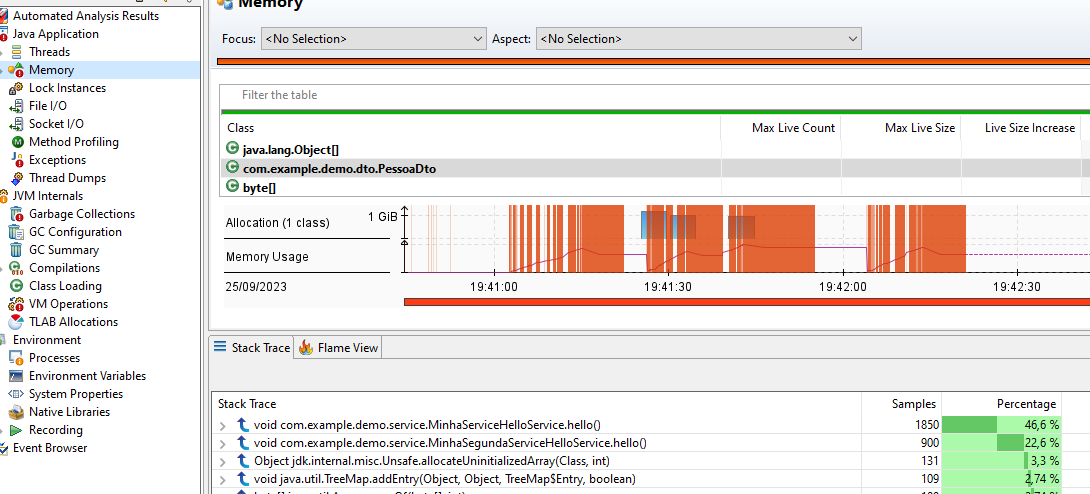 Automated Analysis Results
Java Application
Threads
Memory
Lock Instances
File I/O
Socket I/O
Method Profiling
Exceptions
Thread Dumps
JVM Internals
Garbage Collections
GC Configuration
GC Summary
Compilations
Class Loading
VM Operations
TLAB Allocations
Environment
Processes
Environment Variables
System Properties
Native Libraries
Recording
Event Browser
Memory
Focus: <No Selection> Aspect: <No Selection>
Filter the table
Class Max Live Count Max Live Size Live Size Increase
java.lang.Object[]
com.example.demo.dto.PessoaDto
byte[]
Allocation (1 class) 1 GiB
Memory Usage
25/09/2023 19:41:00 19:41:30 19:42:00 19:42:30
Stack Trace Flame View
Stack Trace Samples Percentage
void com.example.demo.service.MinhaServiceHelloService.hello() 1850 46,6 %
void com.example.demo.service.MinhaSegundaServiceHelloService.hello() 900 22,6 %
Object jdk.internal.misc.Unsafe.allocateUninitializedArray(Class, int) 131 3,3 %
void java.util.TreeMap.addEntry(Object, Object, TreeMap$Entry, boolean) 109 2,74 %